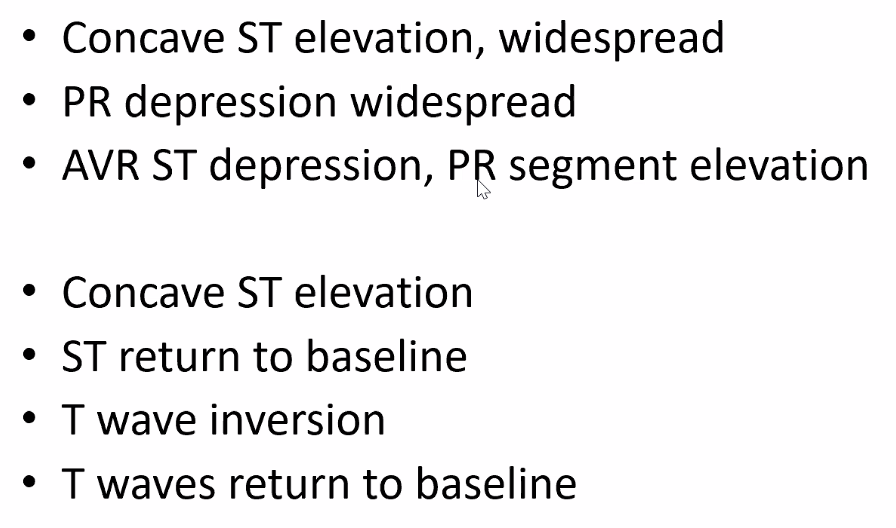 • Concave ST elevation, widespread
• PR depression widespread
• AVR ST depression, PR segment elevation
• Concave ST elevation
• ST return to baseline
• T wave inversion
• T waves return to baseline